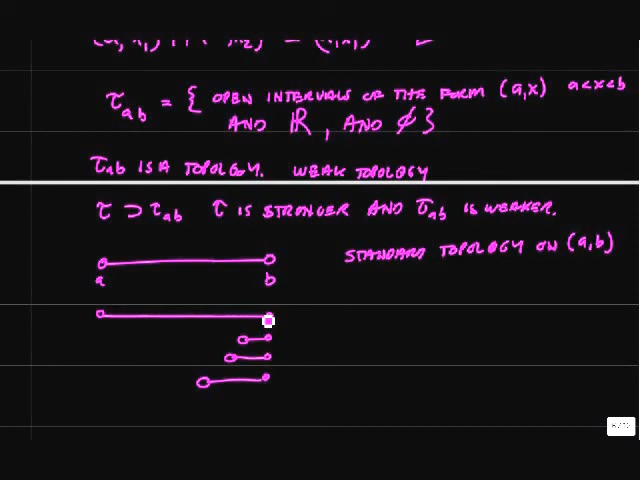 τab = { OPEN INTERVALS OF THE FORM (a,x) a<x<b
AND ℝ, AND ∅}
τab IS A TOPOLOGY. WEAK TOPOLOGY
τ ⊃ τab τ IS STRONGER AND τab IS WEAKER.
STANDARD TOPOLOGY ON (a,b)
a b